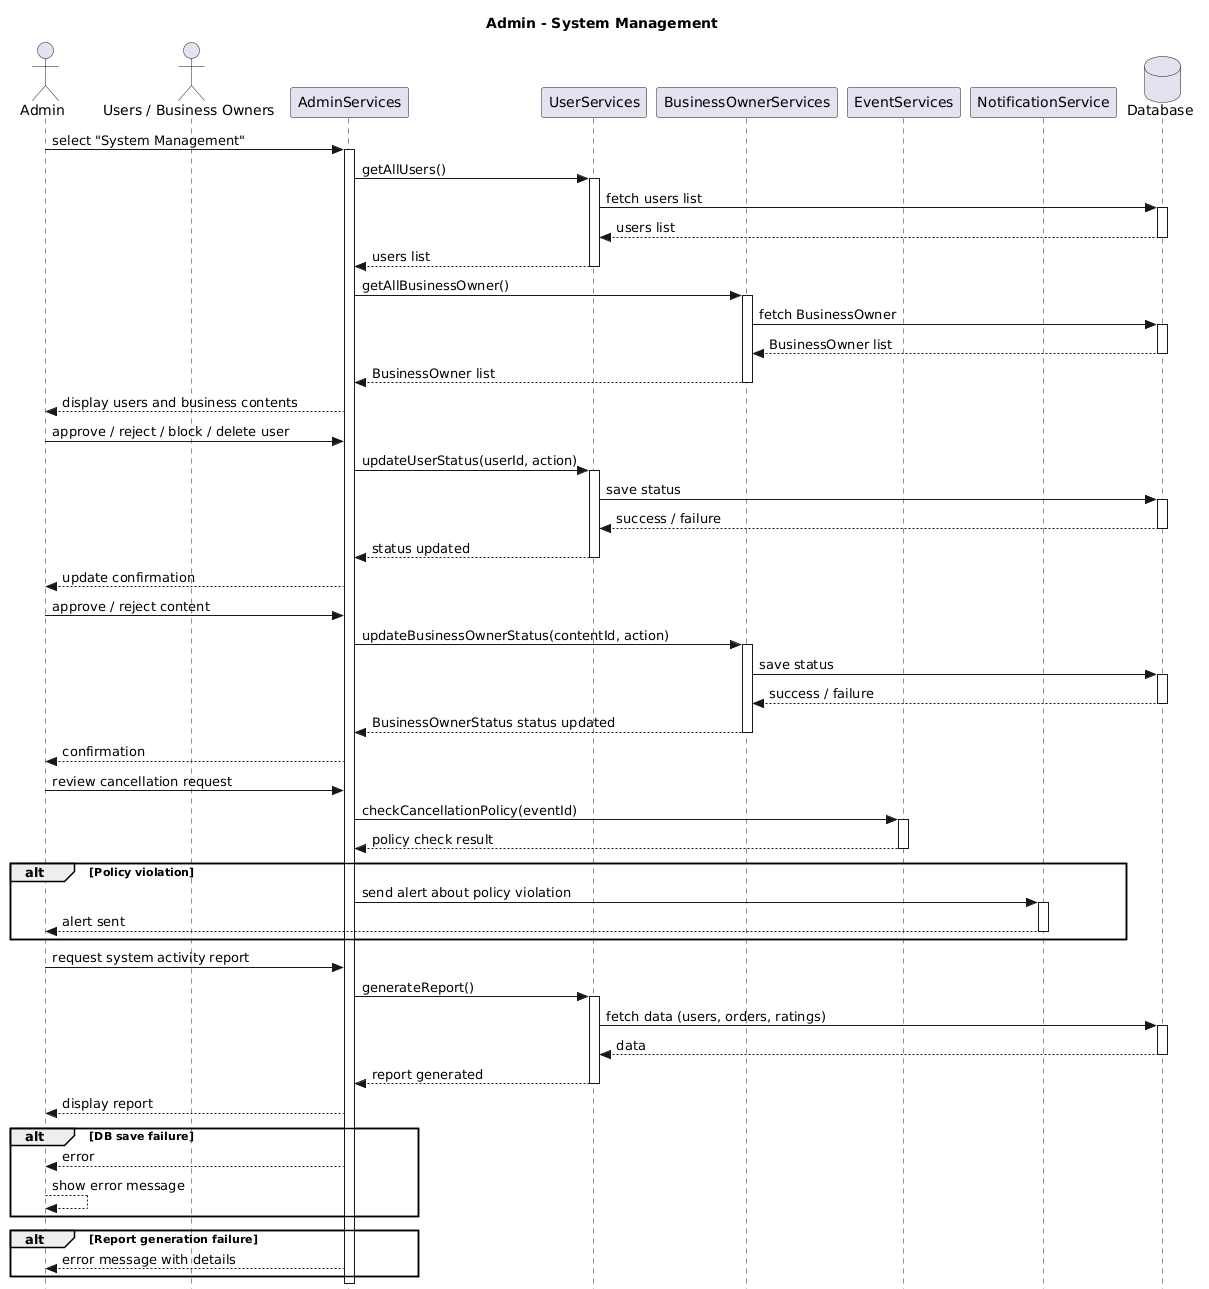 Admin - System Management
Admin
Users / Business Owners
AdminServices
UserServices
BusinessOwnerServices
EventServices
NotificationService
Database
select "System Management"
getAllUsers()
fetch users list
users list
users list
getAllBusinessOwner()
fetch BusinessOwner
BusinessOwner list
BusinessOwner list
display users and business contents
approve / reject / block / delete user
updateUserStatus(userId, action)
save status
success / failure
status updated
update confirmation
approve / reject content
updateBusinessOwnerStatus(contentId, action)
save status
success / failure
BusinessOwnerStatus status updated
confirmation
review cancellation request
checkCancellationPolicy(eventId)
policy check result
alt [Policy violation]
send alert about policy violation
alert sent
request system activity report
generateReport()
fetch data (users, orders, ratings)
data
report generated
display report
alt [DB save failure]
error
show error message
alt [Report generation failure]
error message with details